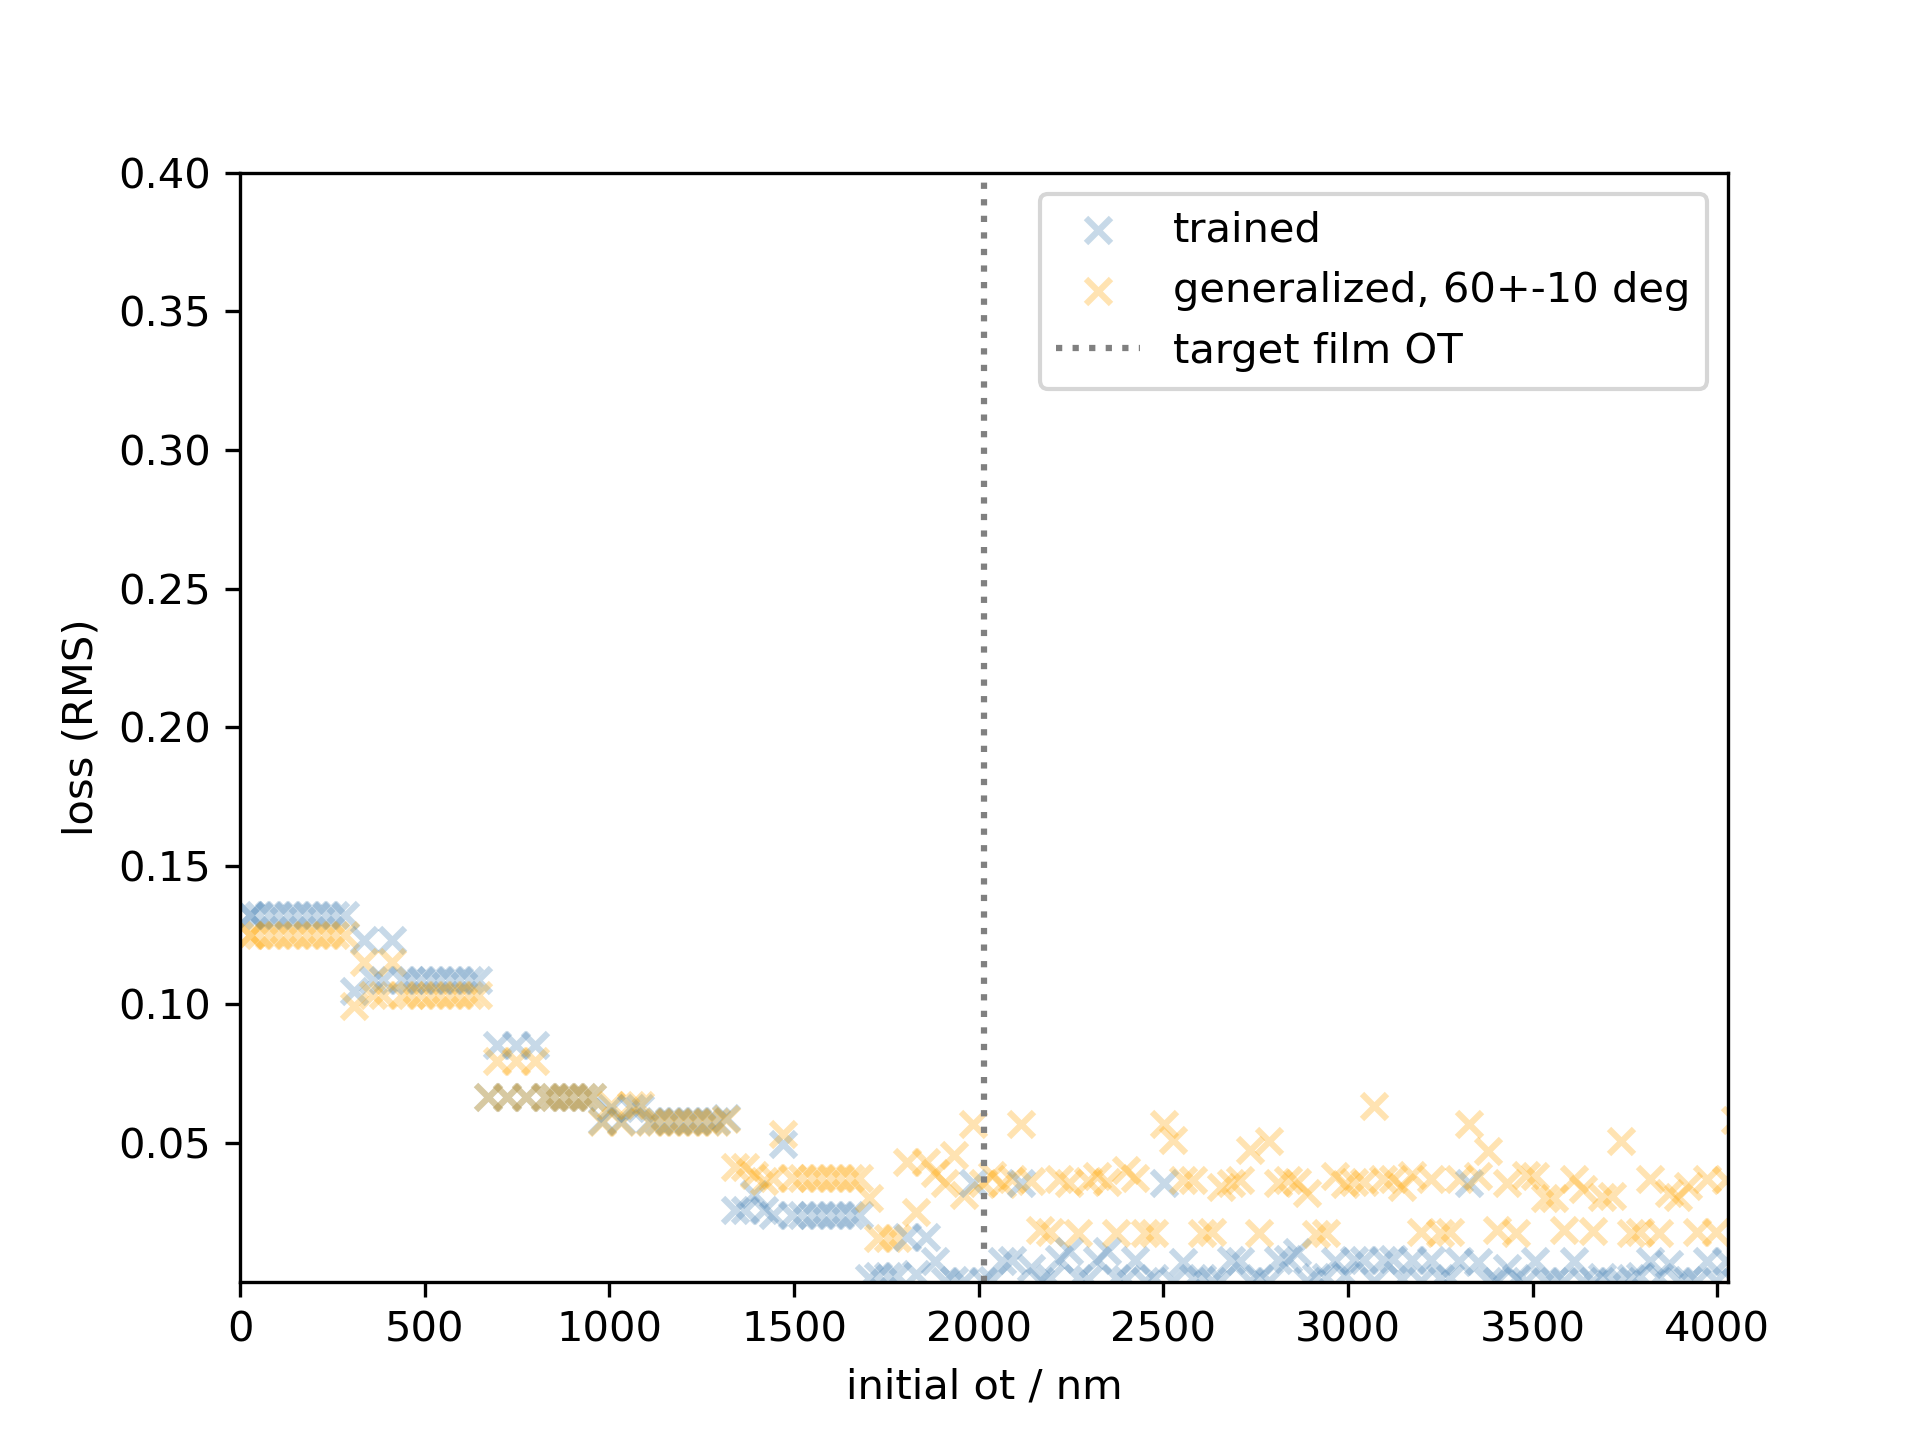 0.40
0.35
0.30
0.25
0.20
0.15
0.10
0.05
loss (RMS)
trained
generalized, 60+-10 deg
target film OT
0 500 1000 1500 2000 2500 3000 3500 4000
initial ot / nm